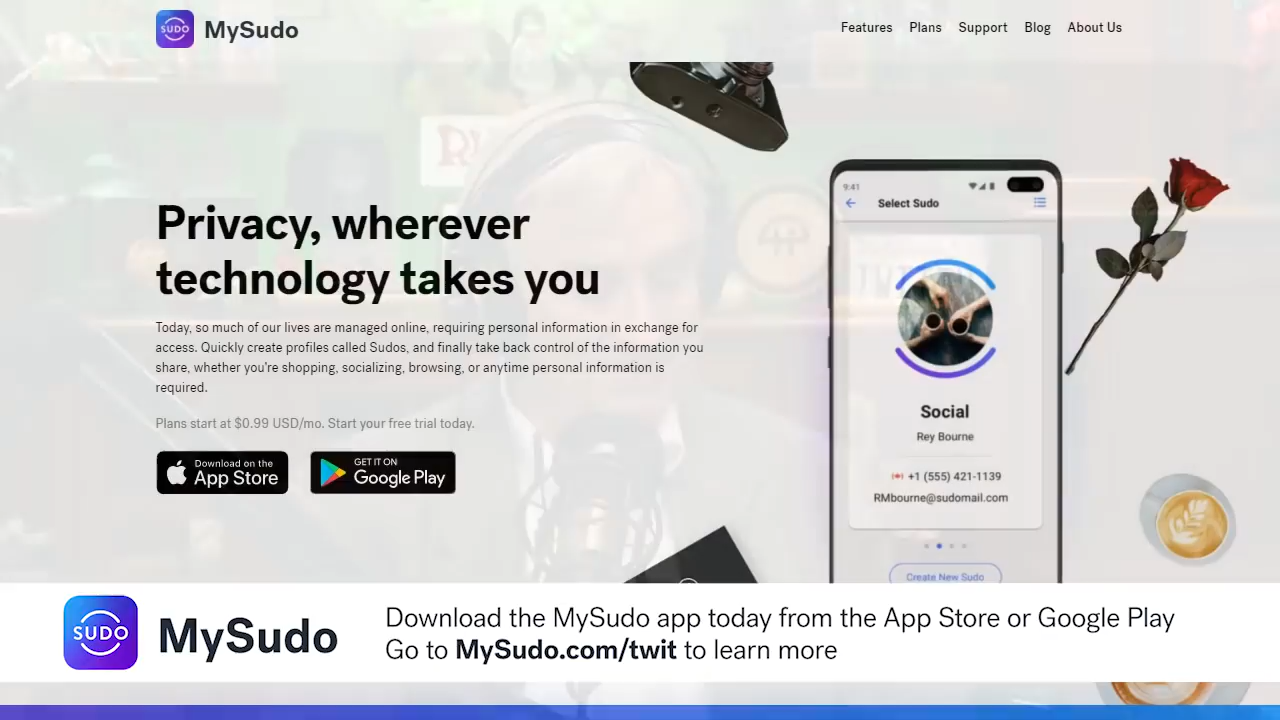 SUDO
MySudo
Features
Plans
Support
Blog
About Us
Privacy, wherever
technology takes you
Today, so much of our lives are managed online, requiring personal information in exchange for
access. Quickly create profiles called Sudos, and finally take back control of the information you
share, whether you're shopping, socializing, browsing, or anytime personal information is
required.
Plans start at $0.99 USD/mo. Start your free trial today.
Download on the
App Store
GET IT ON
Google Play
9:41
Select Sudo
Social
Rey Bourne
+1 (555) 421-1139
RMbourne@sudomail.com
Create New Sudo
SUDO
MySudo
Download the MySudo app today from the App Store or Google Play
Go to MySudo.com/twit to learn more